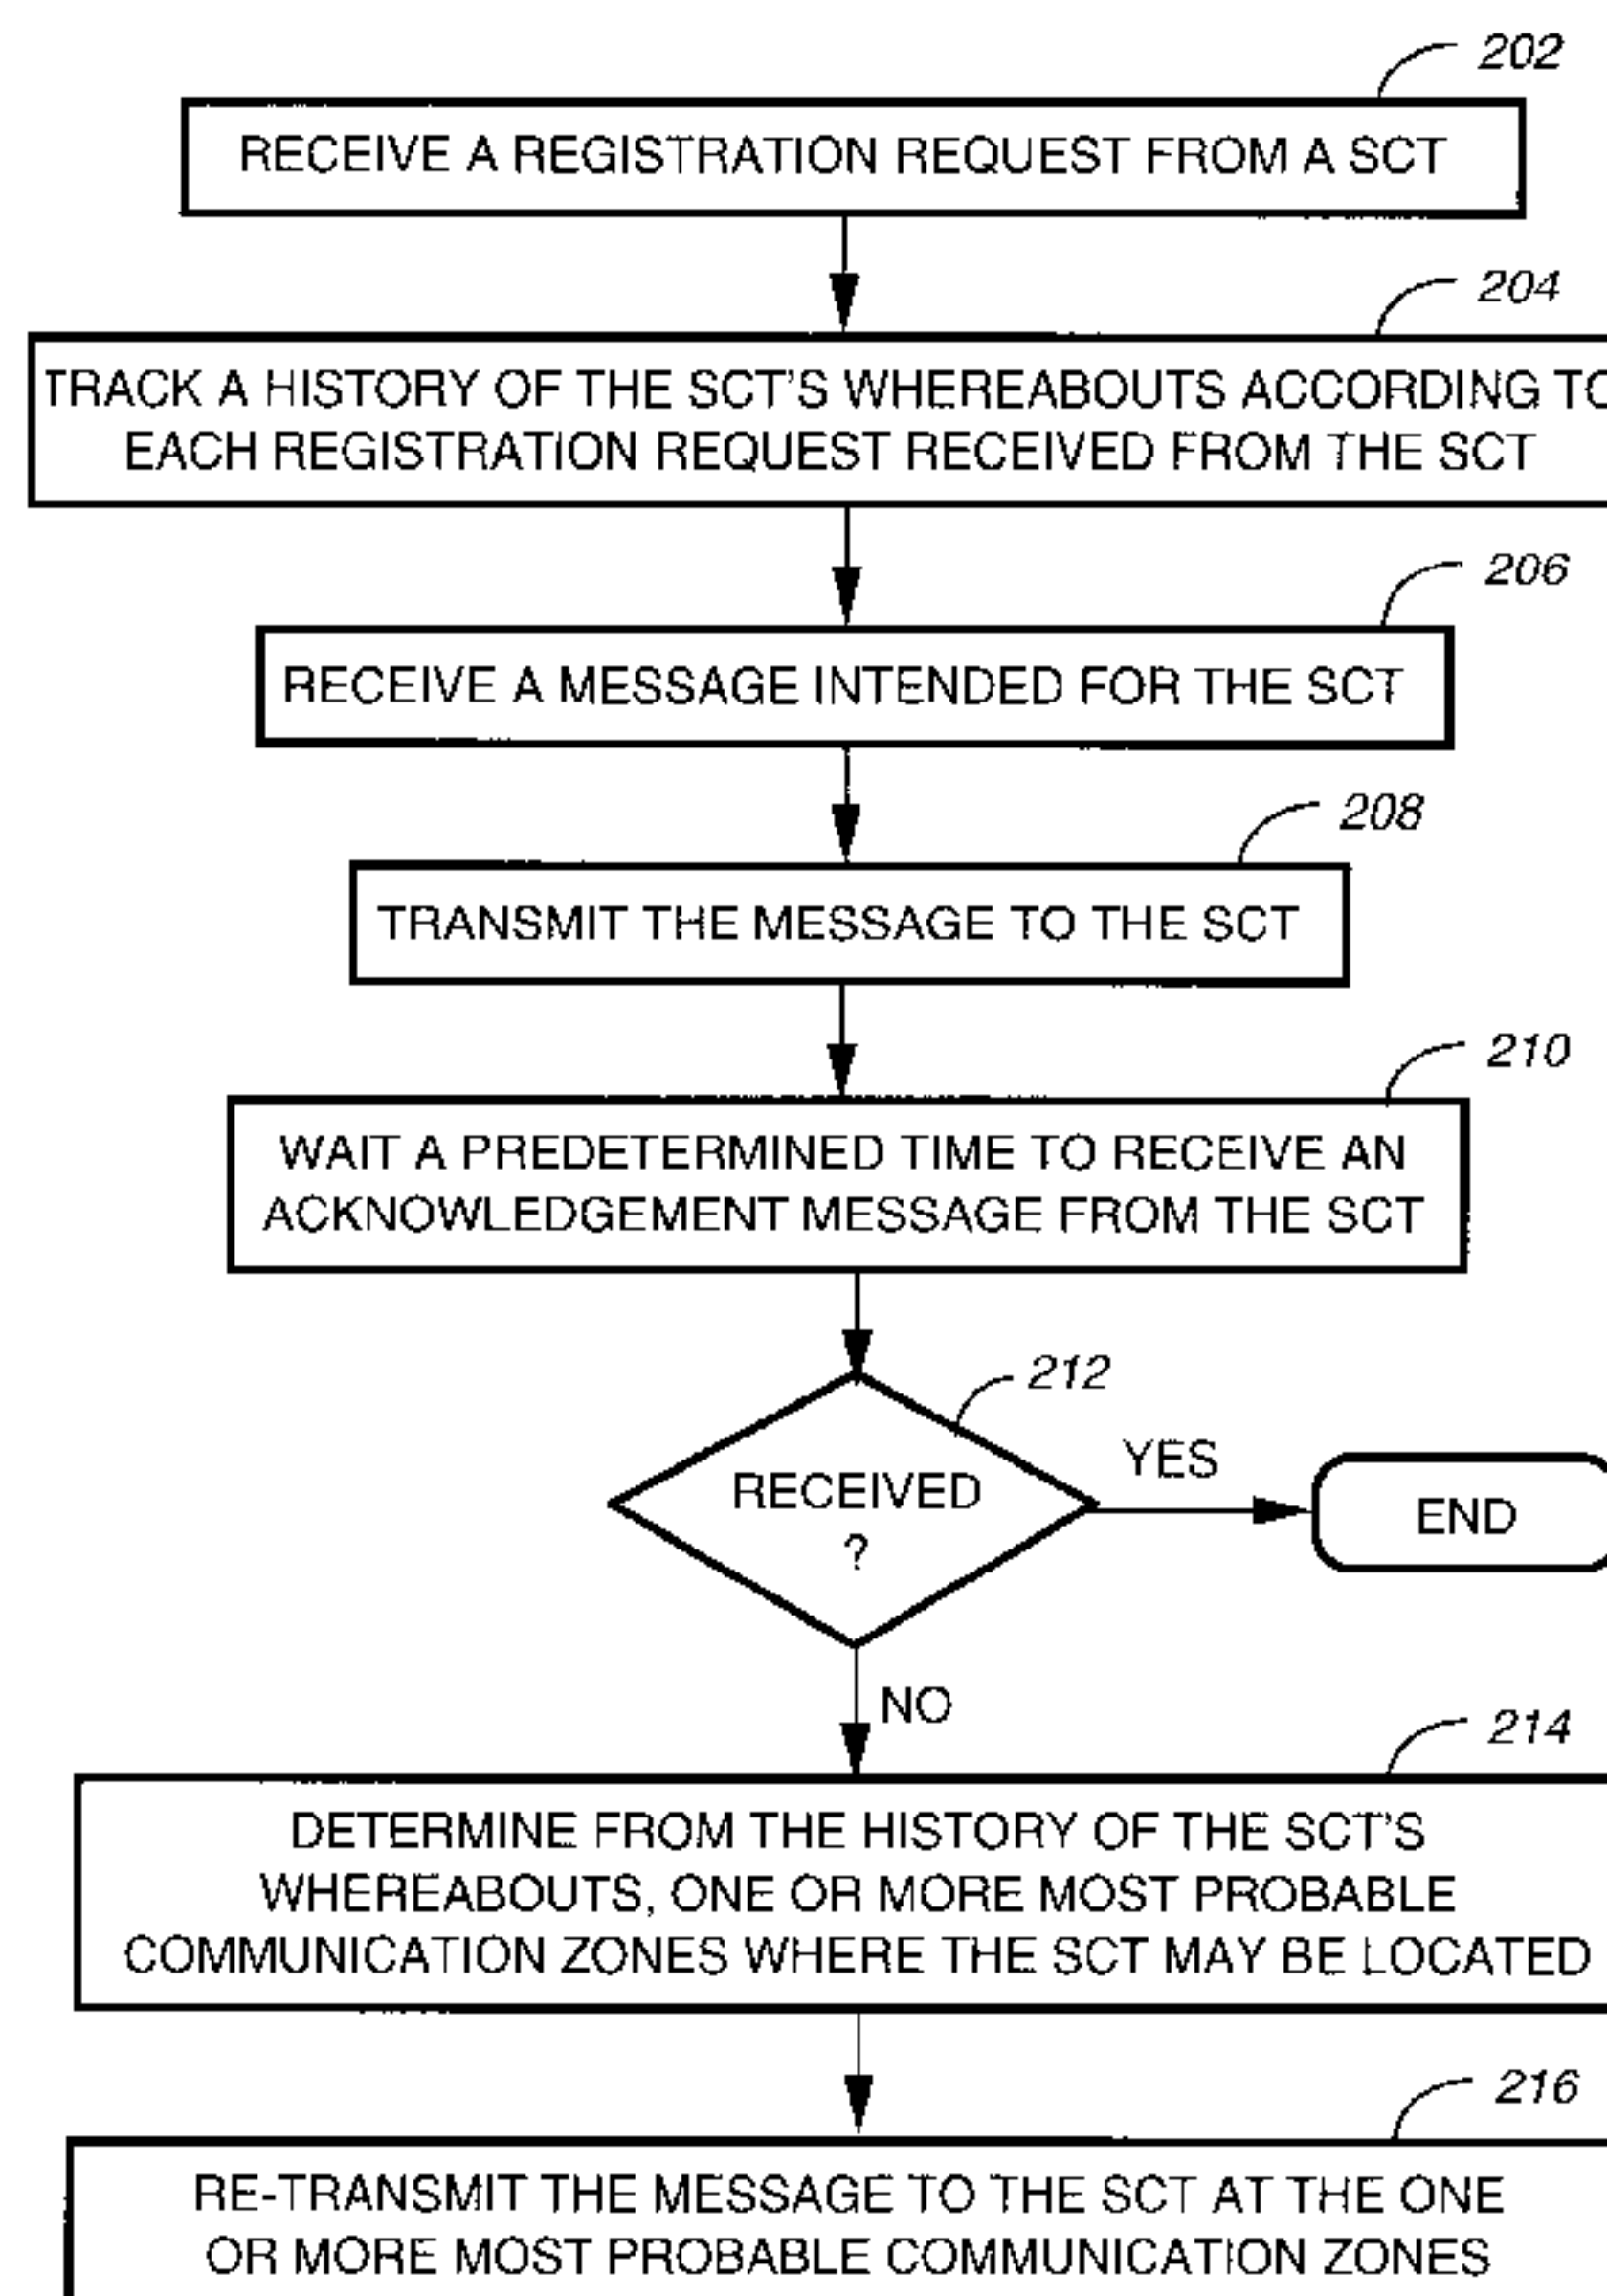 202
RECEIVE A REGISTRATION REQUEST FROM A SCT
204
TRACK A HISTORY OF THE SCT'S WHEREABOUTS ACCORDING TO
EACH REGISTRATION REQUEST RECEIVED FROM THE SCT
206
RECEIVE A MESSAGE INTENDED FOR THE SCT
208
TRANSMIT THE MESSAGE TO THE SCT
210
WAIT A PREDETERMINED TIME TO RECEIVE AN
ACKNOWLEDGEMENT MESSAGE FROM THE SCT
212
RECEIVED
?
YES
END
NO
214
DETERMINE FROM THE HISTORY OF THE SCT'S
WHEREABOUTS, ONE OR MORE MOST PROBABLE
COMMUNICATION ZONES WHERE THE SCT MAY BE LOCATED
216
RE-TRANSMIT THE MESSAGE TO THE SCT AT THE ONE
OR MORE MOST PROBABLE COMMUNICATION ZONES